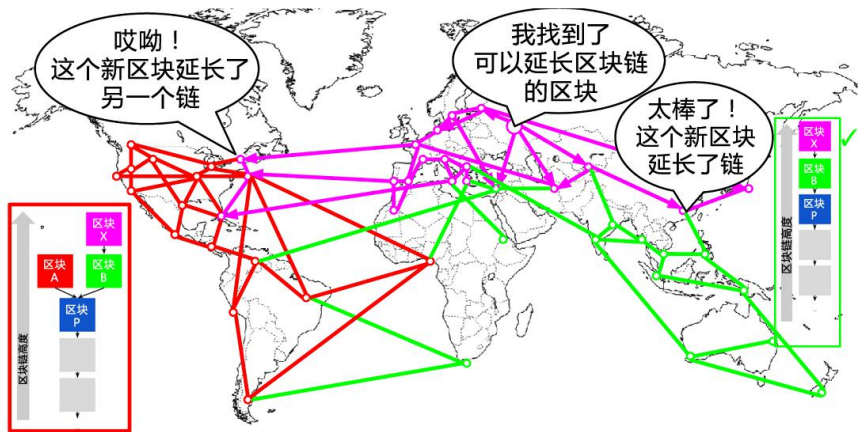 哎呦！
这个新区块延长了
另一个链
我找到了
可以延长区块链
的区块
太棒了！
这个新区块
延长了链
区块
X
区块
A
区块
B
区块
P
区块链高度
区块
X
区块
B
区块
P
区块链高度